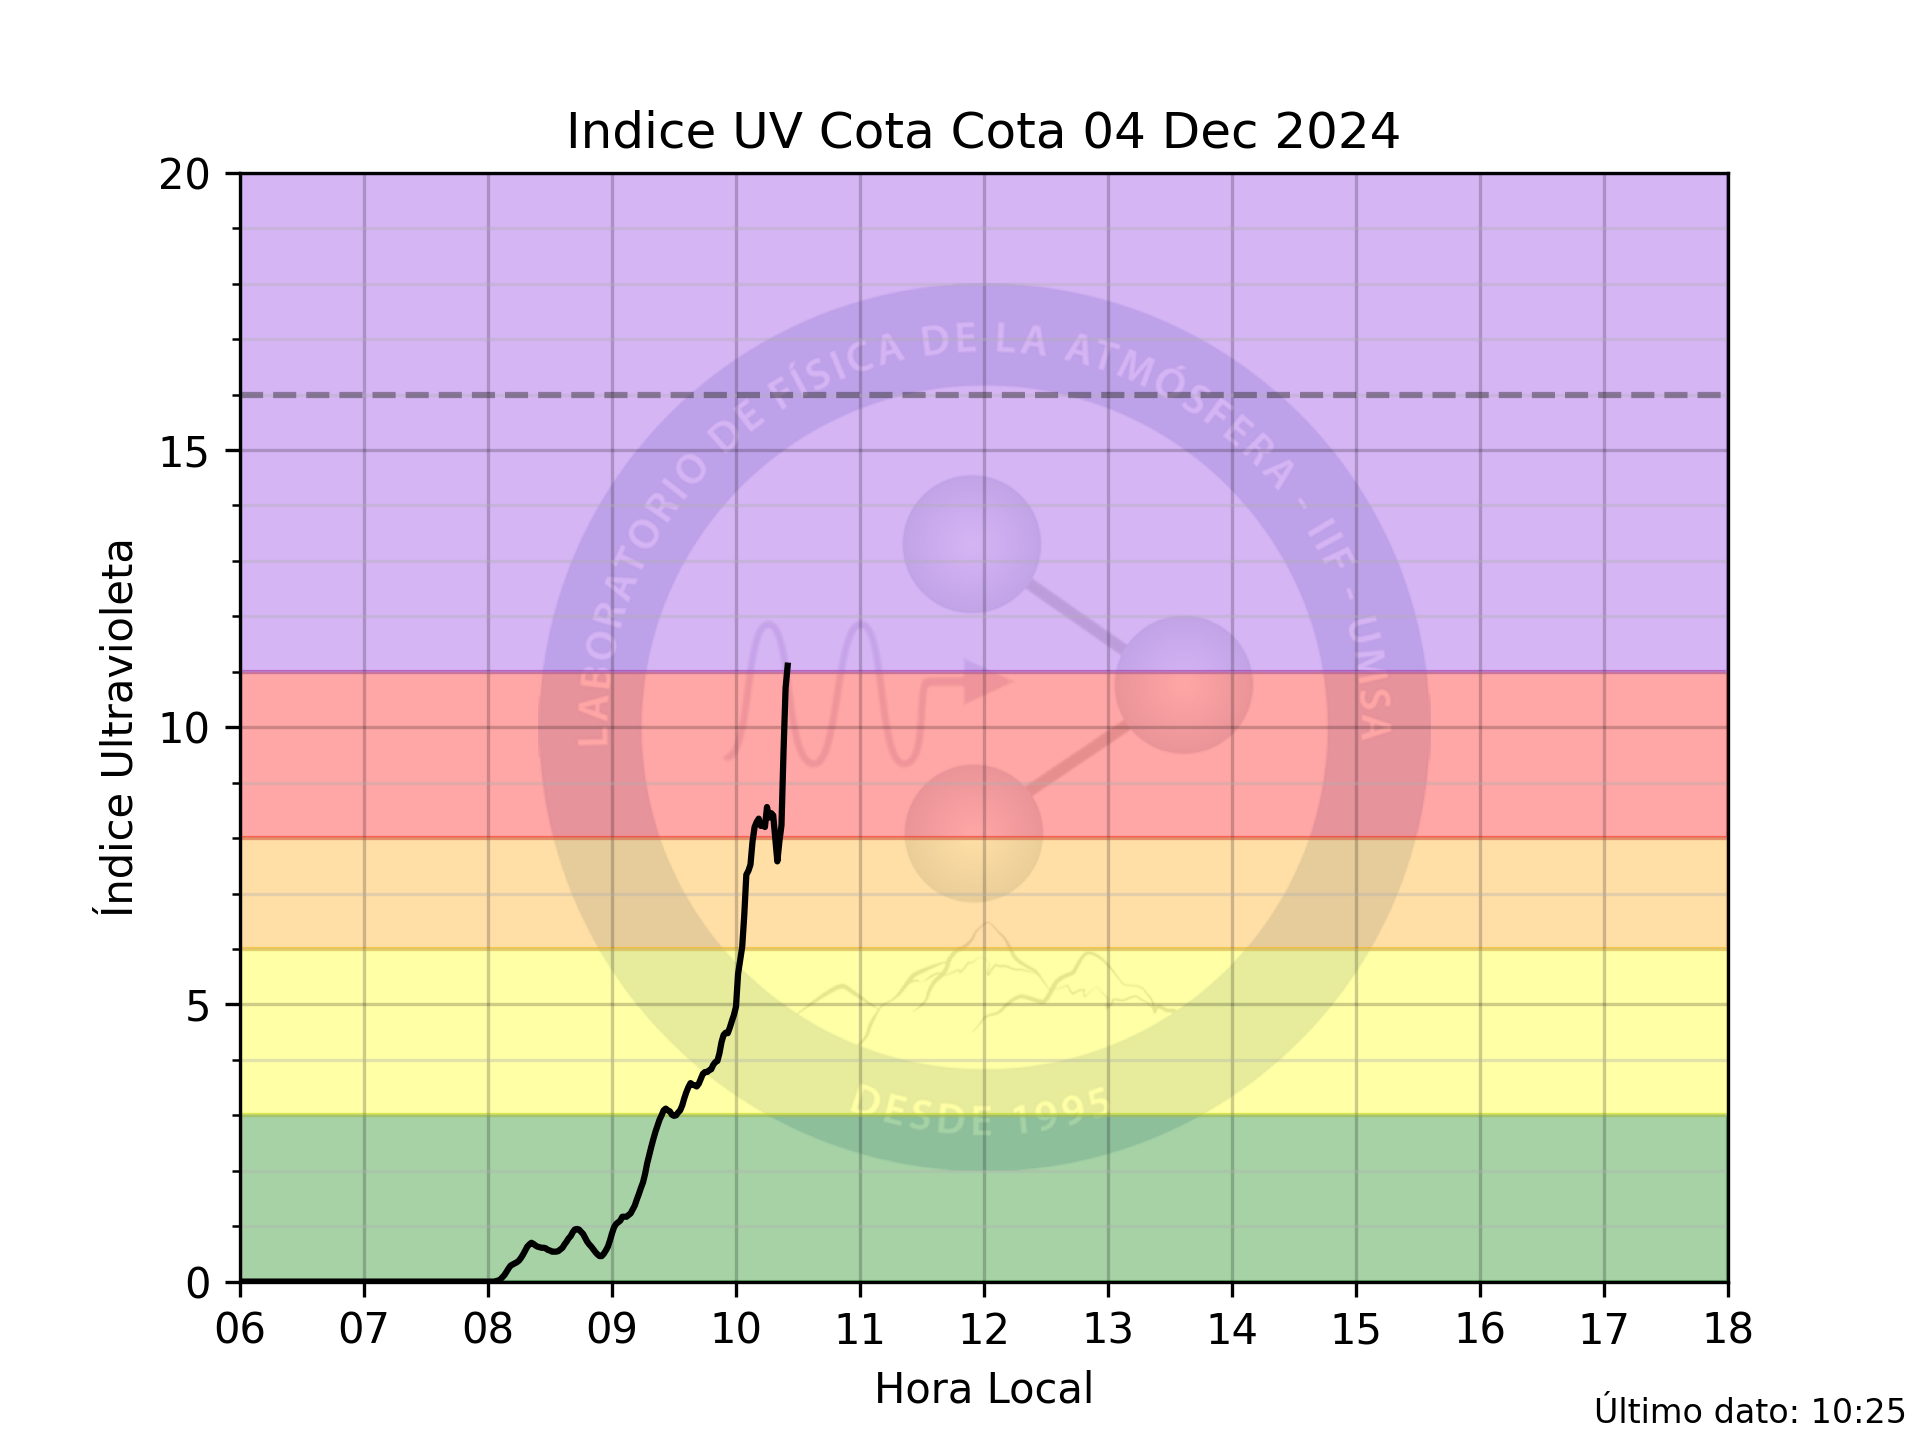 Indice UV Cota Cota 04 Dec 2024
20
15
10
5
0
Índice Ultravioleta
LABORATORIO DE FÍSICA DE LA ATMÓSFERA - IIF - UMSA
DESDE 1995
06 07 08 09 10 11 12 13 14 15 16 17 18
Hora Local
Último dato: 10:25